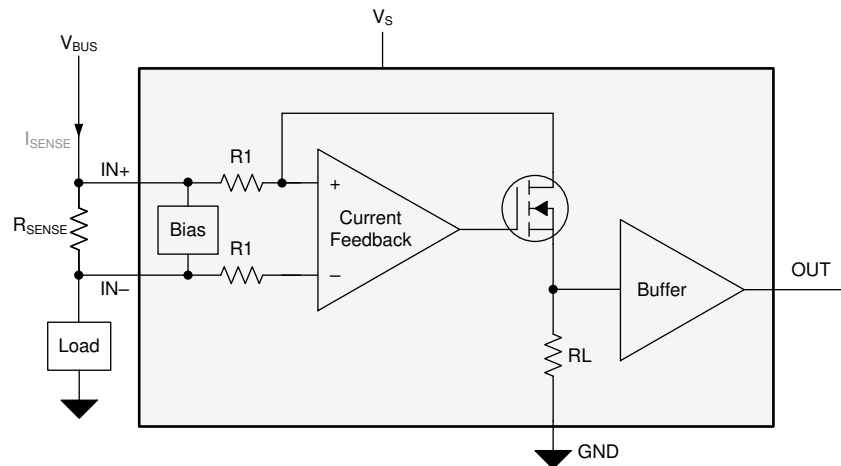 VS
VBUS
ISENSE
IN+
R1
+
RSENSE
Bias
Current
Feedback
R1
–
IN–
Buffer
OUT
Load
RL
GND